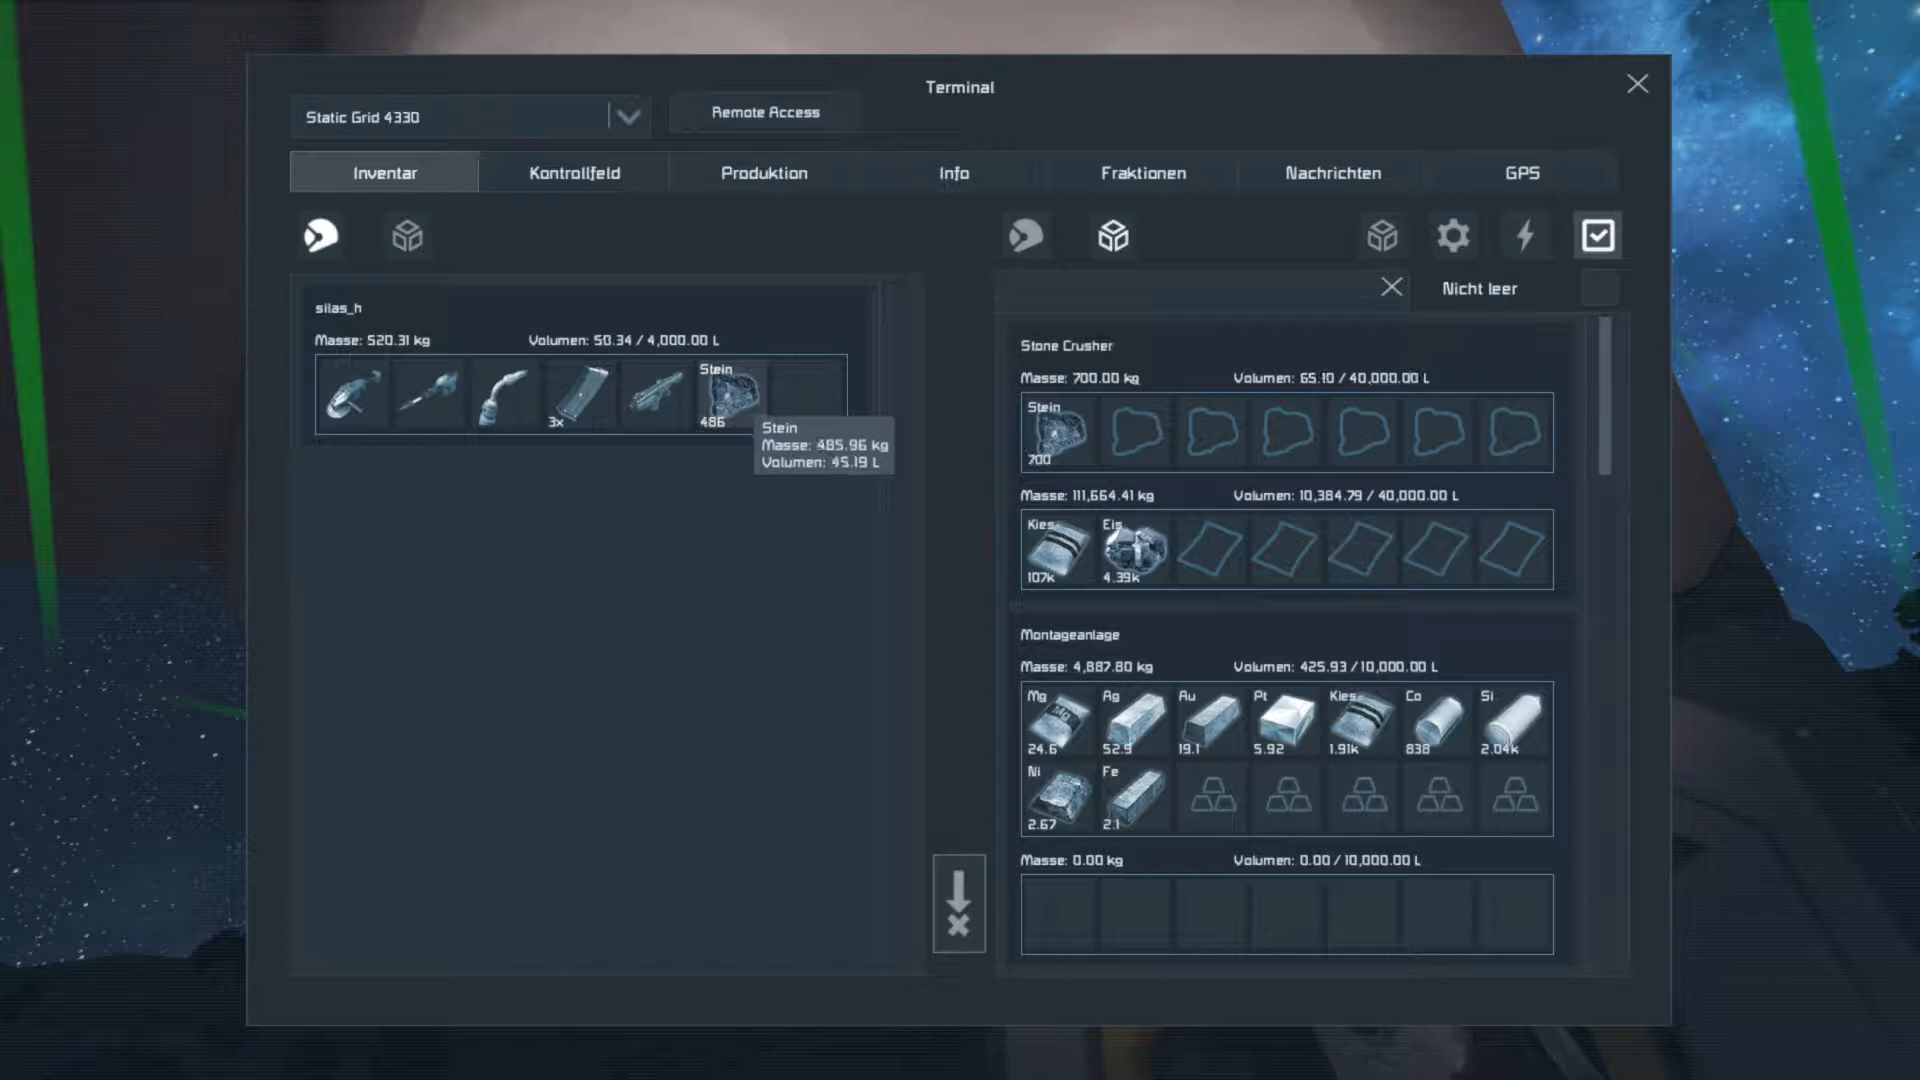 Terminal
Static Grid 4330
Remote Access
Inventar
Kontrollfeld
Produktion
Info
Fraktionen
Nachrichten
GPS
Nicht leer
silas_h
Masse: 520.31 kg
Volumen: 50.34 / 4,000.00 L
3x
Stein
486
Stein
Masse: 485.96 kg
Volumen: 45.19 L
Stone Crusher
Masse: 700.00 kg
Volumen: 65.10 / 40,000.00 L
Stein
700
Masse: 111,664.41 kg
Volumen: 10,384.79 / 40,000.00 L
Kies
107k
Eis
4.39k
Montageanlage
Masse: 4,887.80 kg
Volumen: 425.93 / 10,000.00 L
Mg
Mg
24.6
Ag
52.9
Au
19.1
Pt
5.92
Kies
1.91k
Co
838
Si
2.04k
Ni
2.67
Fe
2.1
Masse: 0.00 kg
Volumen: 0.00 / 10,000.00 L